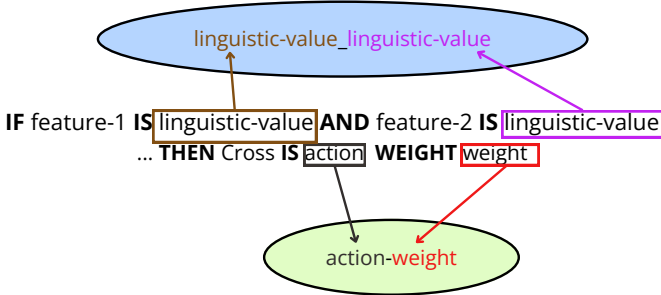 linguistic-value_linguistic-value
IF feature-1 IS linguistic-value AND feature-2 IS linguistic-value
... THEN Cross IS action WEIGHT weight
action-weight